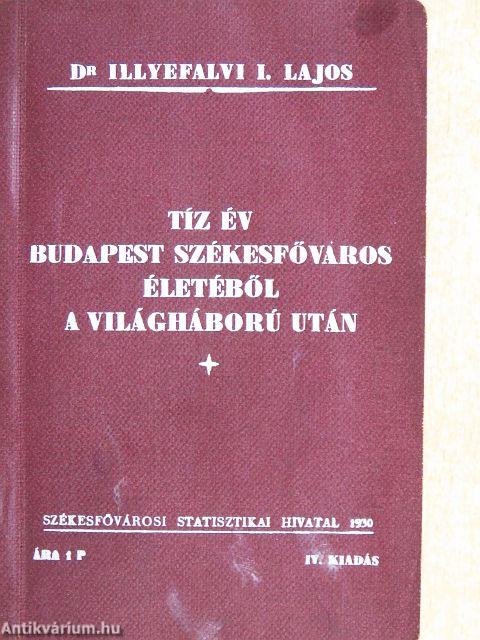 DR ILLYEFALVI I. LAJOS
TÍZ ÉV
BUDAPEST SZÉKESFŐVÁROS
ÉLETÉBŐL
A VILÁGHÁBORÚ UTÁN
SZÉKESFŐVÁROSI STATISZTIKAI HIVATAL 1930
ÁRA 1 P IV. KIADÁS
Antikvárium.hu